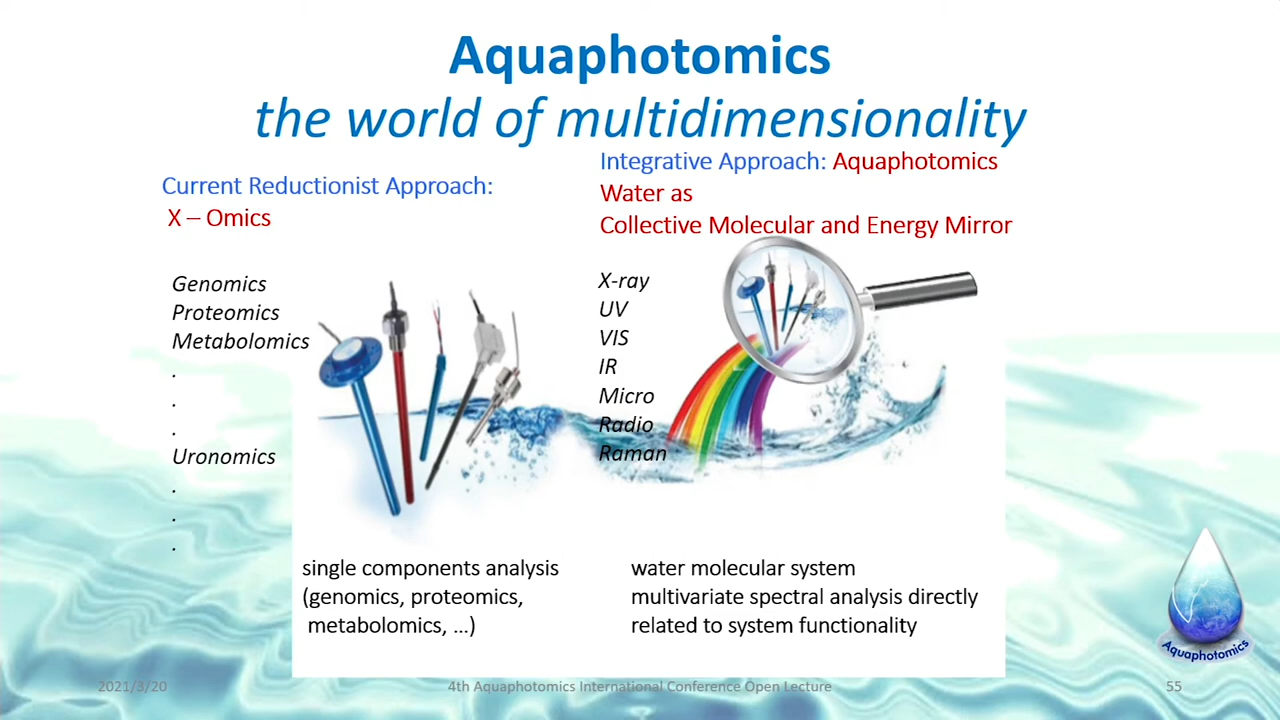 Aquaphotomics
the world of multidimensionality
Current Reductionist Approach:
X – Omics
Genomics
Proteomics
Metabolomics
.
.
.
Uronomics
.
.
.
single components analysis
(genomics, proteomics,
metabolomics, ...)
Integrative Approach: Aquaphotomics
Water as
Collective Molecular and Energy Mirror
X-ray
UV
VIS
IR
Micro
Radio
Raman
water molecular system
multivariate spectral analysis directly
related to system functionality
Aquaphotomics
2021/3/20
4th Aquaphotomics International Conference Open Lecture
55